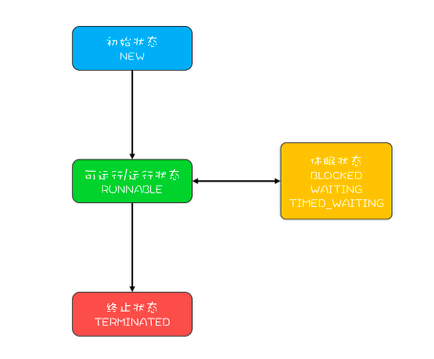 初始状态
NEW
可运行/运行状态
RUNNABLE
休眠状态
BLOCKED
WAITING
TIMED_WAITING
终止状态
TERMINATED